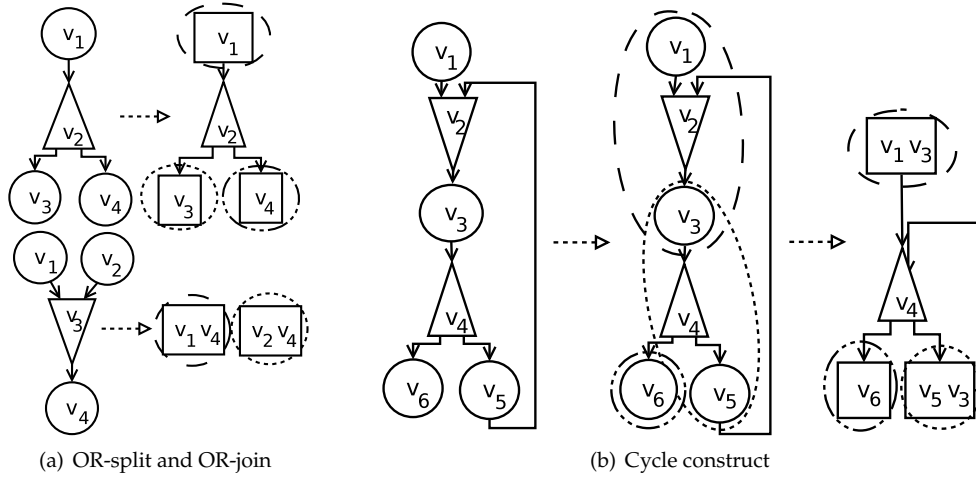 v1
v2
v3 v4
v1 v2
v3
v4
v1
v2
v3 v4
v1 v4 v2 v4
(a) OR-split and OR-join
v1
v2
v3
v4
v6 v5
v1
v2
v3
v4
v6 v5
v1 v3
v4
v6 v5 v3
(b) Cycle construct